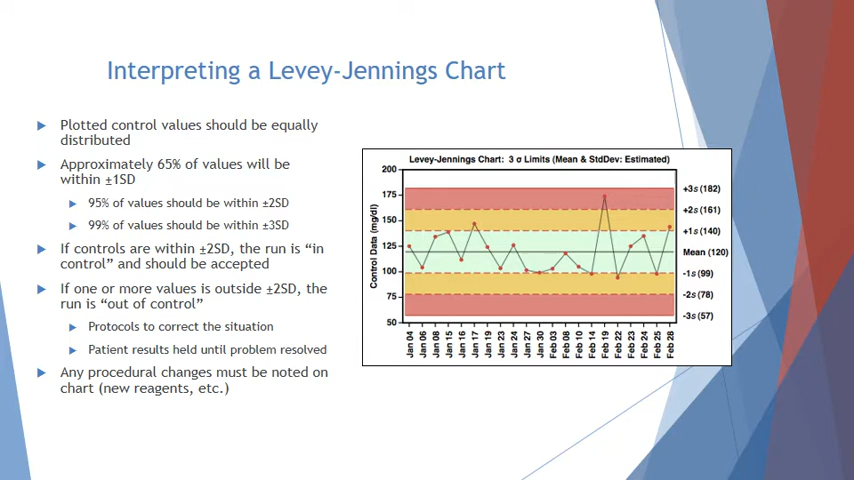 Interpreting a Levey-Jennings Chart
Plotted control values should be equally
distributed
Approximately 65% of values will be
within ±1SD
95% of values should be within ±2SD
99% of values should be within ±3SD
If controls are within ±2SD, the run is “in
control” and should be accepted
If one or more values is outside ±2SD, the
run is “out of control”
Protocols to correct the situation
Patient results held until problem resolved
Any procedural changes must be noted on
chart (new reagents, etc.)
Levey-Jennings Chart: 3 σ Limits (Mean & StdDev: Estimated)
Control Data (mg/dl)
200
175
150
125
100
75
50
+3s (182)
+2s (161)
+1s (140)
Mean (120)
-1s (99)
-2s (78)
-3s (57)
Jan 04
Jan 06
Jan 08
Jan 15
Jan 16
Jan 17
Jan 19
Jan 23
Jan 24
Jan 27
Jan 30
Feb 03
Feb 08
Feb 10
Feb 14
Feb 19
Feb 22
Feb 23
Feb 24
Feb 25
Feb 28